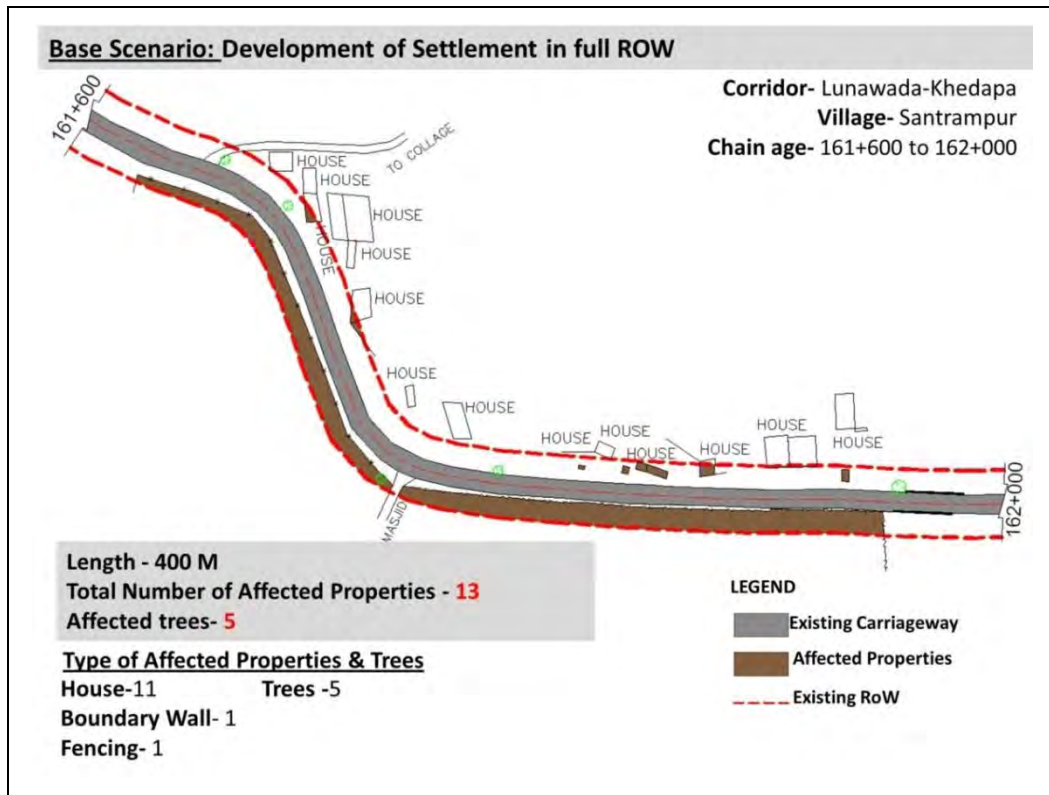 Base Scenario: Development of Settlement in full ROW
Corridor- Lunawada-Khedapa
Village- Santrampur
Chain age- 161+600 to 162+000
161+600
TO COLLAGE
HOUSE
HOUSE
HOUSE
HOUSE
HOUSE
HOUSE
HOUSE
HOUSE
HOUSE
HOUSE
HOUSE
HOUSE
HOUSE
HOUSE
MASJID
162+000
Length - 400 M
Total Number of Affected Properties - 13
Affected trees- 5
Type of Affected Properties & Trees
House-11 Trees -5
Boundary Wall- 1
Fencing- 1
LEGEND
Existing Carriageway
Affected Properties
Existing RoW